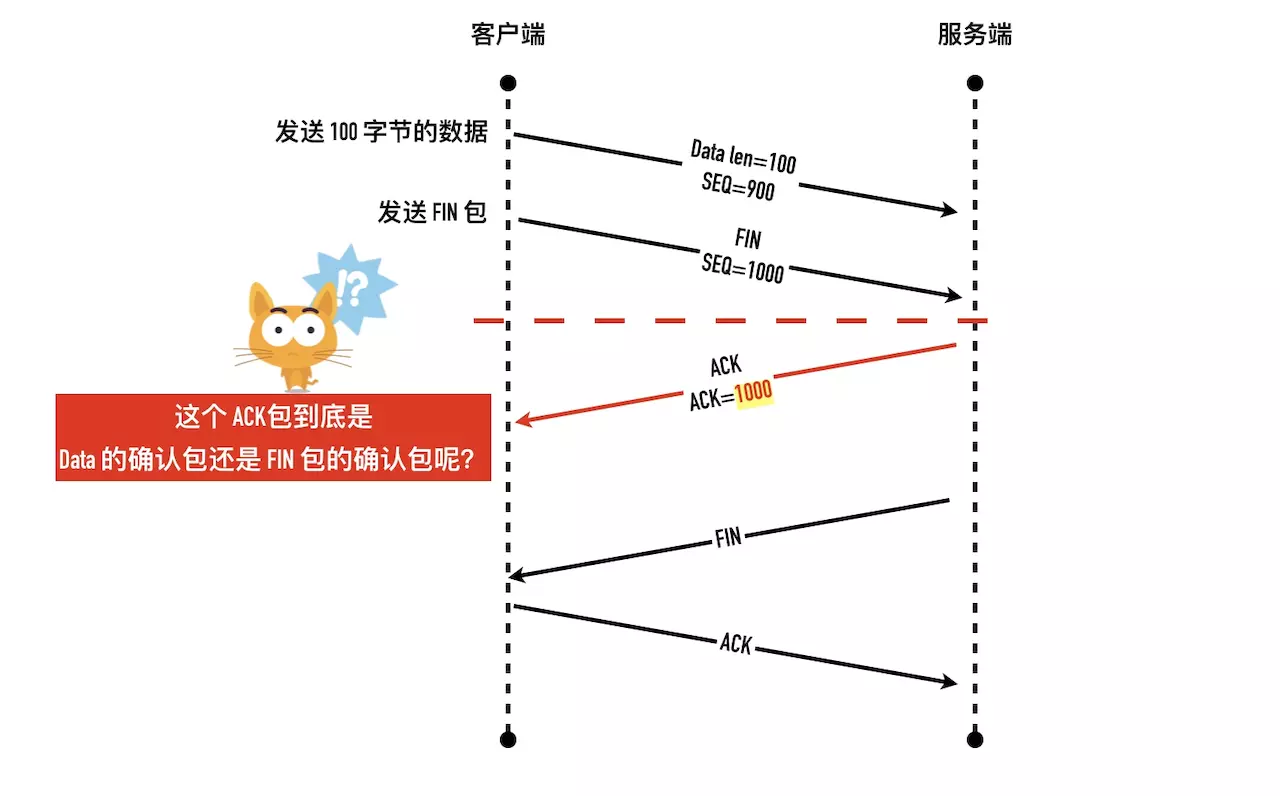 客户端
服务端
发送 100 字节的数据
Data len=100
SEQ=900
发送 FIN 包
FIN
SEQ=1000
!?
ACK
ACK=1000
这个 ACK包到底是
Data 的确认包还是 FIN 包的确认包呢？
FIN
ACK